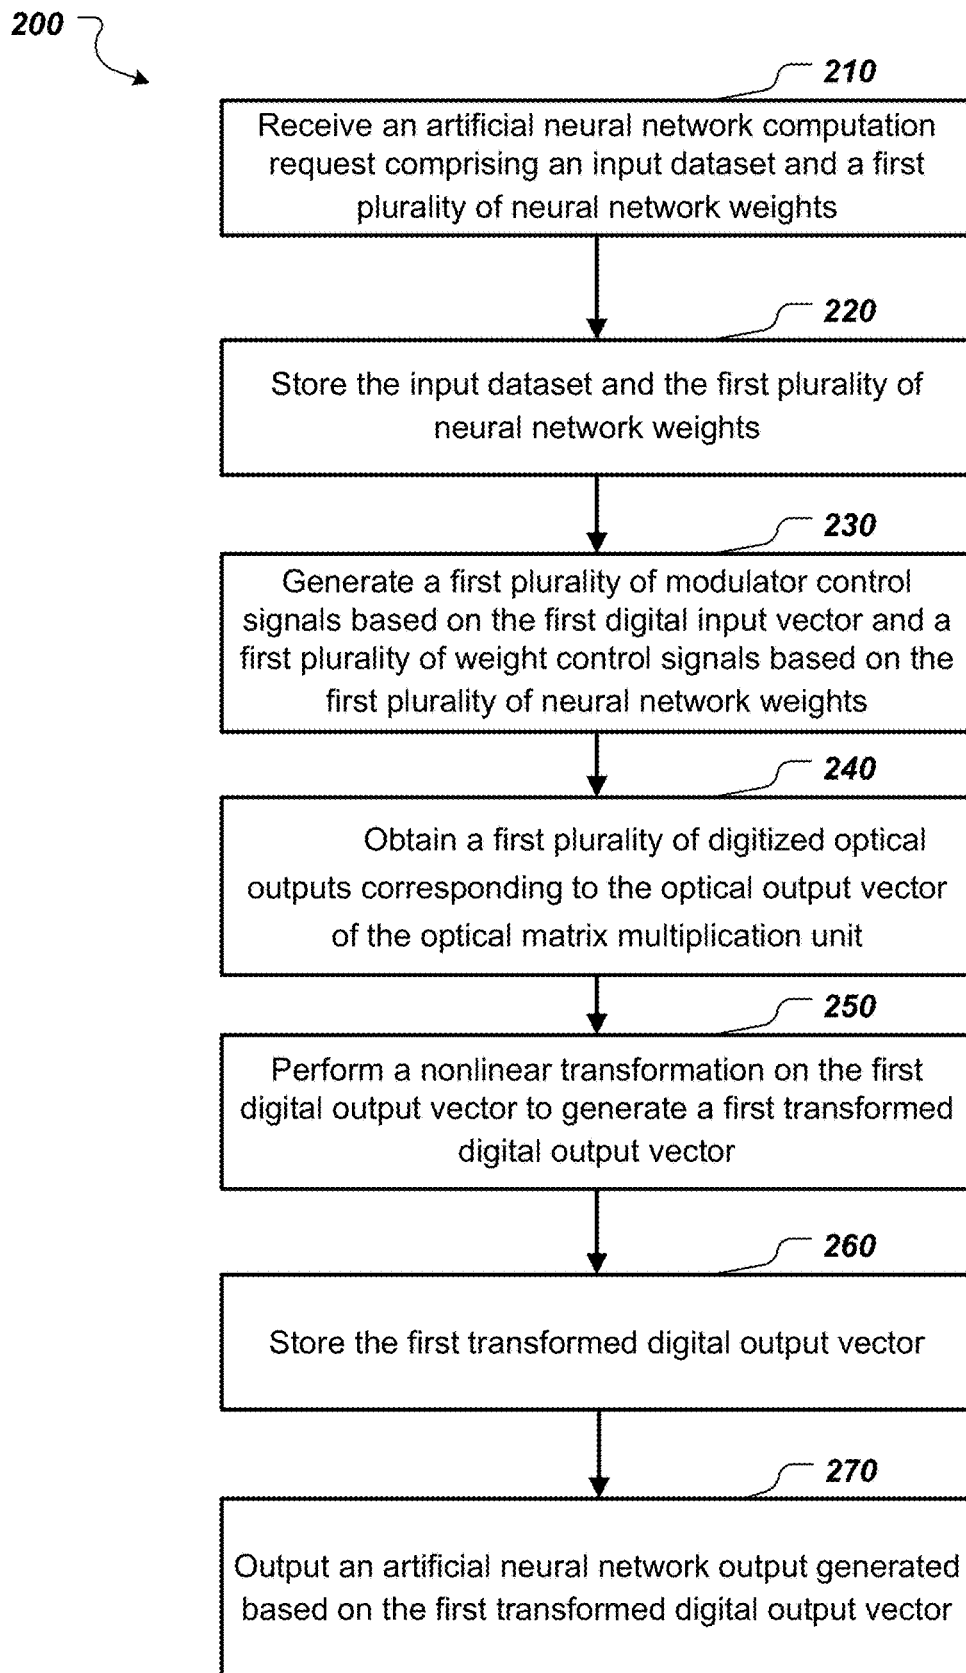 200
210
Receive an artificial neural network computation
request comprising an input dataset and a first
plurality of neural network weights
220
Store the input dataset and the first plurality of
neural network weights
230
Generate a first plurality of modulator control
signals based on the first digital input vector and a
first plurality of weight control signals based on the
first plurality of neural network weights
240
Obtain a first plurality of digitized optical
outputs corresponding to the optical output vector
of the optical matrix multiplication unit
250
Perform a nonlinear transformation on the first
digital output vector to generate a first transformed
digital output vector
260
Store the first transformed digital output vector
270
Output an artificial neural network output generated
based on the first transformed digital output vector